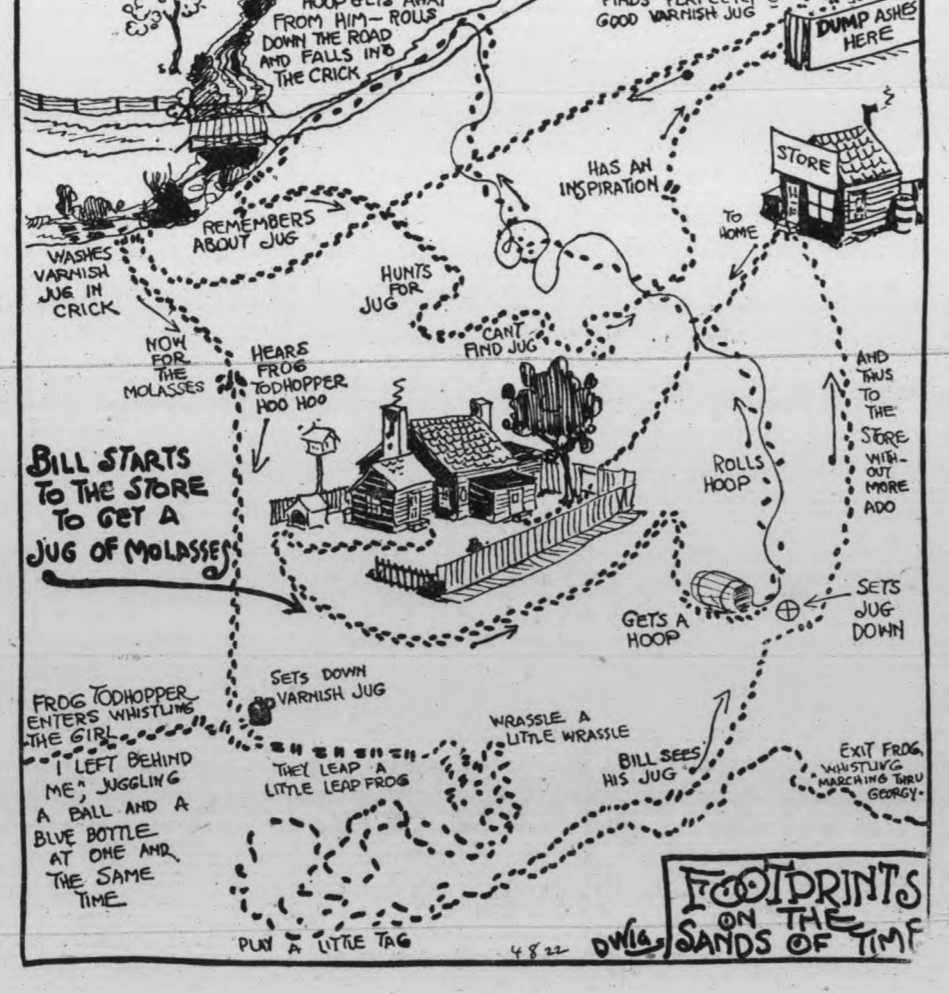 FROM HIM— ROLLS
DOWN THE ROAD
AND FALLS INTO
THE CRICK
GOOD VARNISH JUG
DUMP ASHES
HERE
STORE
HAS AN
INSPIRATION
TO
HOME
REMEMBERS
ABOUT JUG
WASHES
VARNISH
JUG IN
CRICK
HUNTS
FOR
JUG
CANT
FIND JUG
NOW
FOR
THE
MOLASSES
HEARS
FROG
TODHOPPER
HOO HOO
AND
THUS
TO
THE
STORE
WITH-
OUT
MORE
ADO
BILL STARTS
TO THE STORE
TO GET A
JUG OF MOLASSES
ROLLS
HOOP
GETS A
HOOP
SETS
JUG
DOWN
SETS DOWN
VARNISH JUG
FROG TODHOPPER
ENTERS WHISTLING
"THE GIRL
I LEFT BEHIND
ME", JUGGLING
A BALL AND A
BLUE BOTTLE
AT ONE AND
THE SAME
TIME
THEY LEAP A
LITTLE LEAP FROG
WRASSLE A
LITTLE WRASSLE
BILL SEES
HIS JUG
EXIT FROG,
WHISTLING
MARCHING THRU
GEORGY-
PLAY A LITTLE TAG
4 8 22
DWIG
FOOTPRINTS
ON THE
SANDS OF TIME